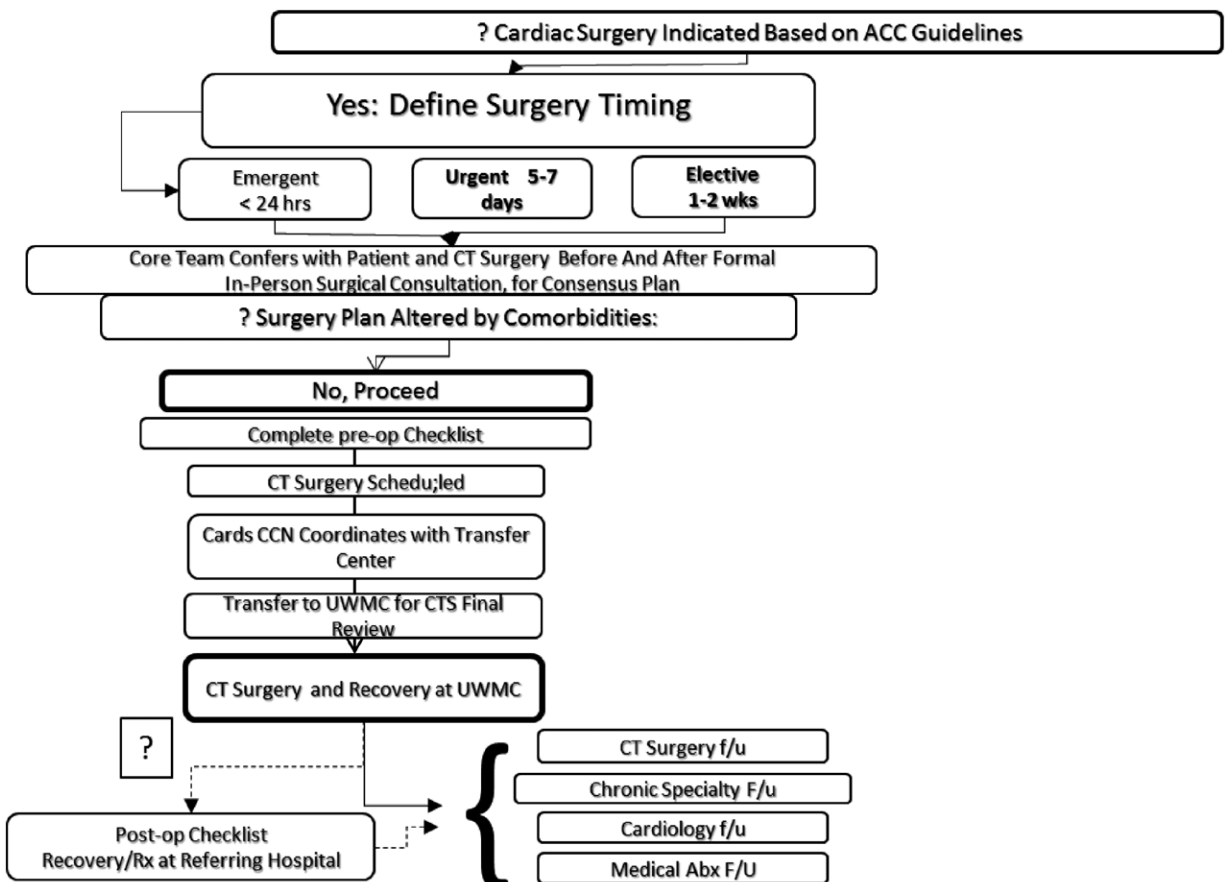 ? Cardiac Surgery Indicated Based on ACC Guidelines
Yes: Define Surgery Timing
Emergent
< 24 hrs
Urgent 5-7
days
Elective
1-2 wks
Core Team Confers with Patient and CT Surgery Before And After Formal
In-Person Surgical Consultation, for Consensus Plan
? Surgery Plan Altered by Comorbidities:
No, Proceed
Complete pre-op Checklist
CT Surgery Schedu;led
Cards CCN Coordinates with Transfer
Center
Transfer to UWMC for CTS Final
Review
CT Surgery and Recovery at UWMC
?
Post-op Checklist
Recovery/Rx at Referring Hospital
{
CT Surgery f/u
Chronic Specialty F/u
Cardiology f/u
Medical Abx F/U